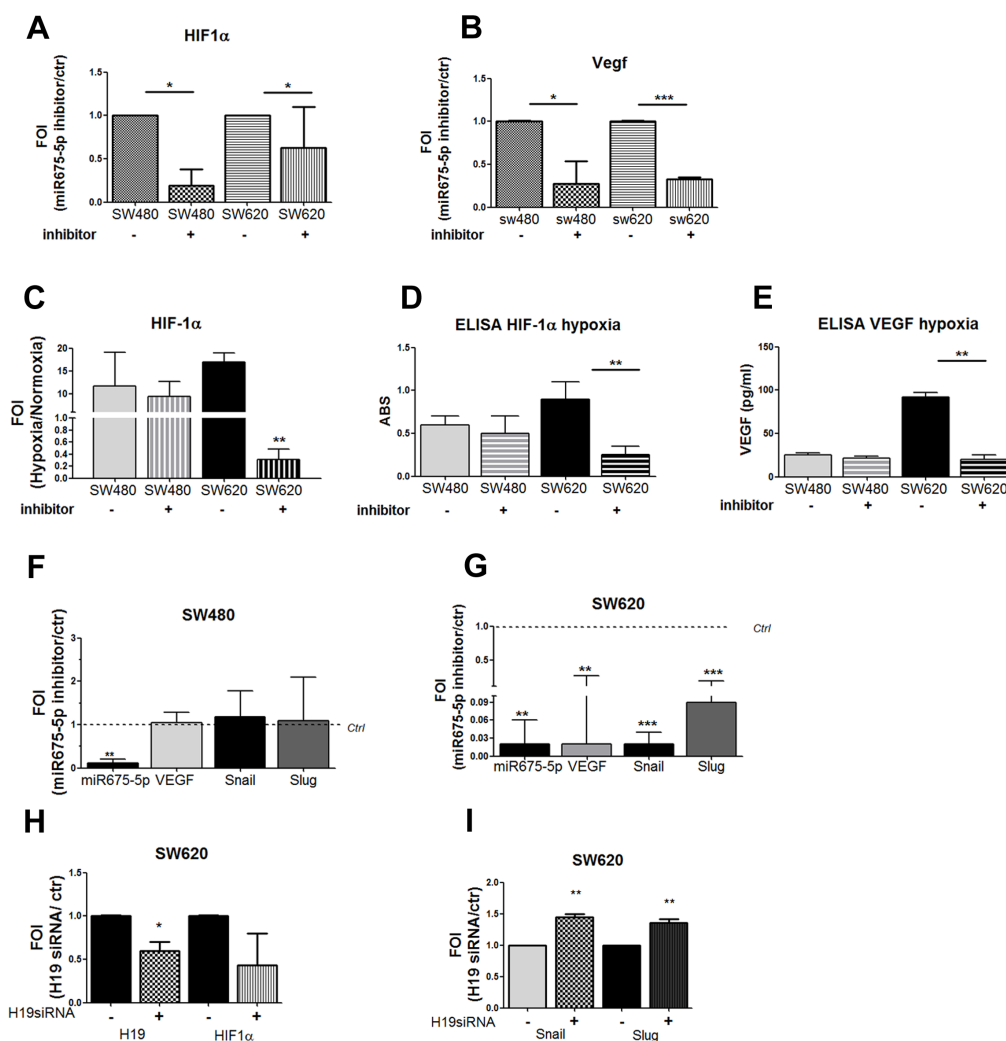 A
HIF1α
FOI
(miR675-5p ihibitor/ctr)
1.5
1.0
0.5
0.0
*
*
SW480 SW480 SW620 SW620
inhibitor - + - +
B
Vegf
FOI
(miR675-5p inhibitor/ctr)
1.5
1.0
0.5
0.0
*
***
sw480 sw480 sw620 sw620
inhibitor - + - +
C
HIF-1α
FOI
(Hypoxia/Normoxia)
20
15
10
1.0
0.8
0.6
0.4
0.2
0.0
**
SW480 SW480 SW620 SW620
inhibitor - + - +
D
ELISA HIF-1α hypoxia
ABS
1.5
1.0
0.5
0.0
**
SW480 SW480 SW620 SW620
inhibitor - + - +
E
ELISA VEGF hypoxia
VEGF (pg/ml)
150
100
50
0
**
SW480 SW480 SW620 SW620
inhibitor - + - +
F
SW480
FOI
(miR675-5p inhibitor/ctr)
3
2
1
0
Ctrl
**
miR675-5p VEGF Snail Slug
G
SW620
FOI
(miR675-5p inhibitor/ctr)
1.0
0.5
0.09
0.06
0.03
0.00
Ctrl
**
**
***
***
miR675-5p VEGF Snail Slug
H
SW620
FOI
(H19 siRNA/ ctr)
1.5
1.0
0.5
0.0
*
H19siRNA - + - +
H19 HIF1α
I
SW620
FOI
(H19 siRNA/ctr)
2.0
1.5
1.0
0.5
0.0
**
**
H19siRNA - + - +
Snail Slug